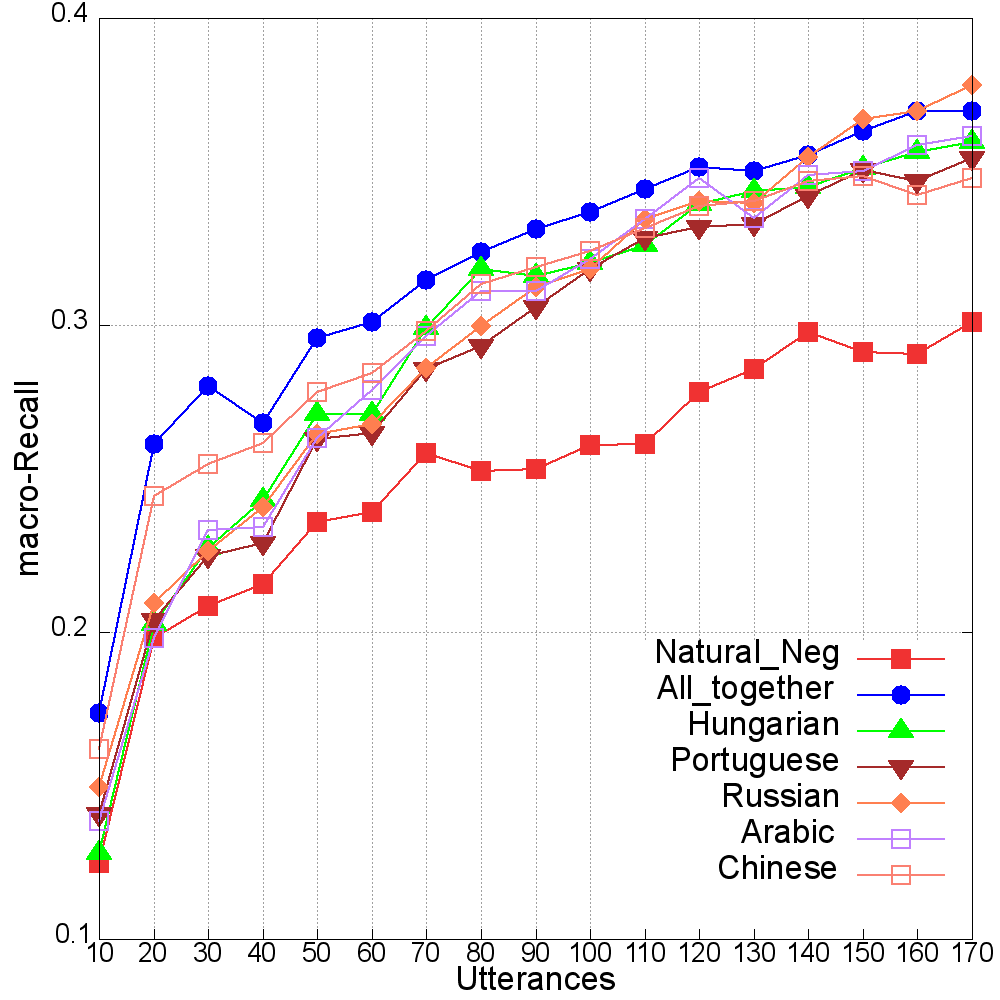 0.4
0.3
0.2
0.1
macro-Recall
Natural_Neg
All_together
Hungarian
Portuguese
Russian
Arabic
Chinese
10 20 30 40 50 60 70 80 90 100 110 120 130 140 150 160 170
Utterances